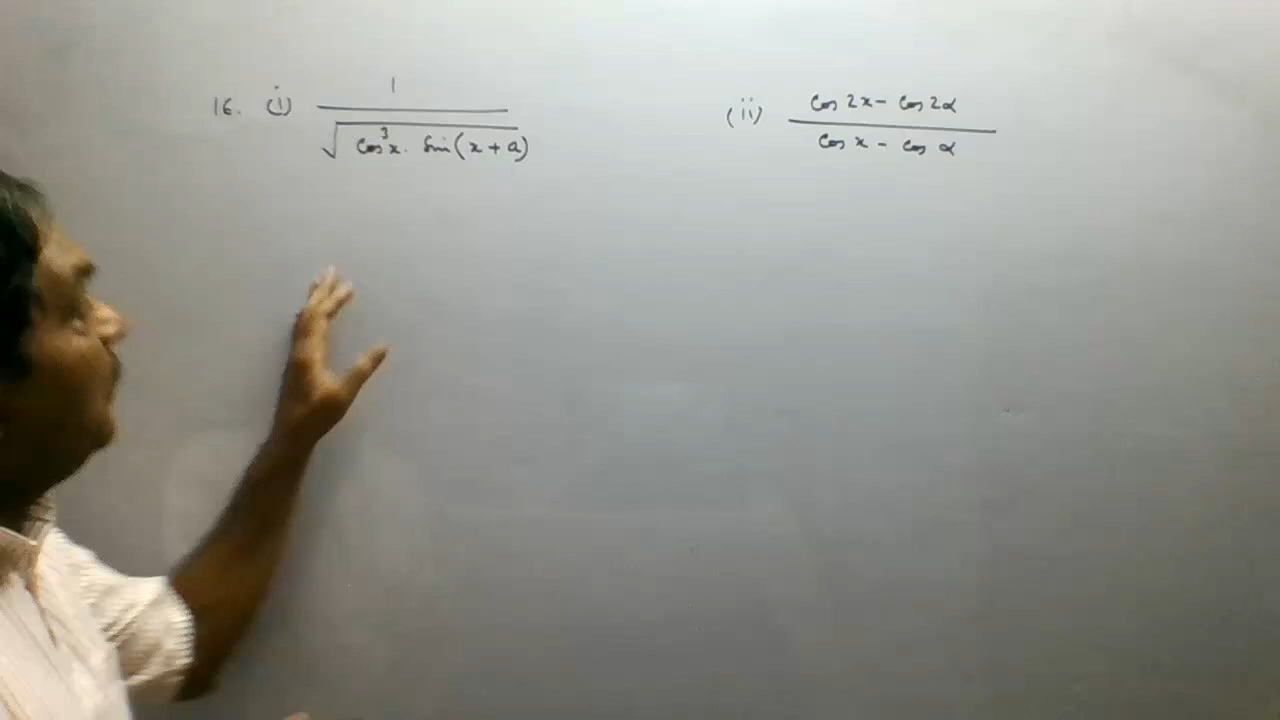 16. (i) 1 / √(cos³x. Sin(x + a))
(ii) cos 2x - cos 2α / cos x - cos α